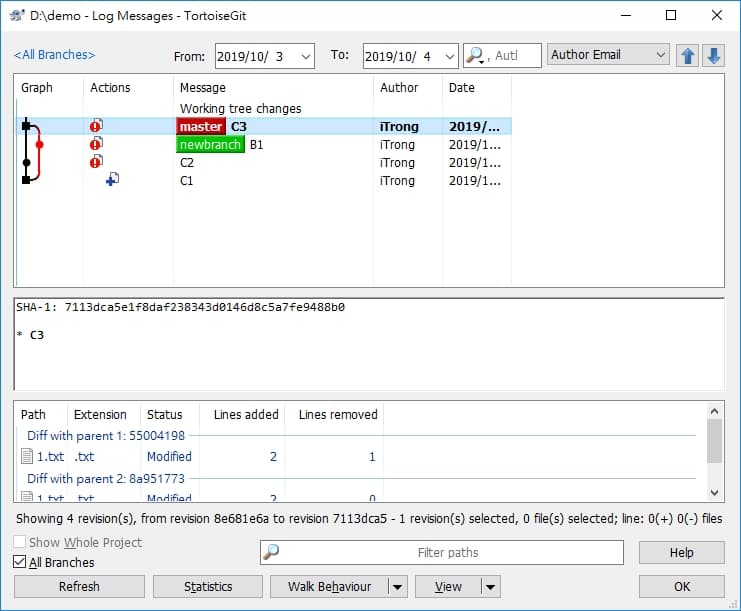 D:\demo - Log Messages - TortoiseGit
<All Branches> From: 2019/10/ 3 To: 2019/10/ 4 , Autl Author Email
Graph Actions Message Author Date
Working tree changes
master C3 iTrong 2019/...
newbranch B1 iTrong 2019/1...
C2 iTrong 2019/1...
C1 iTrong 2019/1...
SHA-1: 7113dca5e1f8daf238343d0146d8c5a7fe9488b0
* C3
Path Extension Status Lines added Lines removed
Diff with parent 1: 55004198
1.txt .txt Modified 2 1
Diff with parent 2: 8a951773
1.txt .txt Modified 2 0
Showing 4 revision(s), from revision 8e681e6a to revision 7113dca5 - 1 revision(s) selected, 0 file(s) selected; line: 0(+) 0(-) files
Show Whole Project
All Branches
Filter paths
Help
Refresh Statistics Walk Behaviour View OK